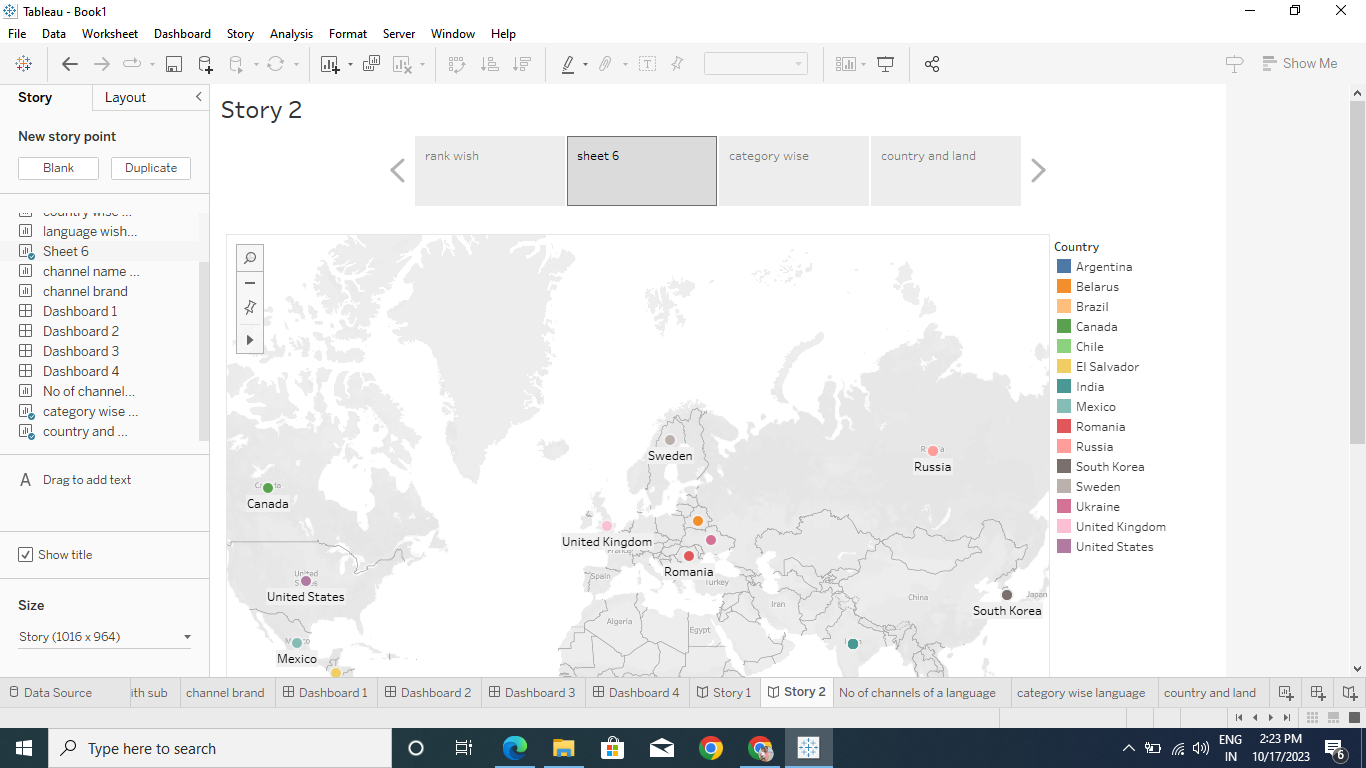 Tableau - Book1
File Data Worksheet Dashboard Story Analysis Format Server Window Help
Show Me
Story Layout
New story point
Blank Duplicate
country wise ...
language wish...
Sheet 6
channel name ...
channel brand
Dashboard 1
Dashboard 2
Dashboard 3
Dashboard 4
No of channel...
category wise ...
country and ...
A Drag to add text
Show title
Size
Story (1016 x 964)
Story 2
rank wish
sheet 6
category wise
country and land
Sweden
Russia
Canada
Canada
United Kingdom
France
Romania
United
United States
Spain
Turkey
China
Japan
South Korea
Iran
Algeria
Egypt
Mexico
Country
Argentina
Belarus
Brazil
Canada
Chile
El Salvador
India
Mexico
Romania
Russia
South Korea
Sweden
Ukraine
United Kingdom
United States
Data Source ith sub channel brand Dashboard 1 Dashboard 2 Dashboard 3 Dashboard 4 Story 1 Story 2 No of channels of a language category wise language country and land
Type here to search
ENG
IN
2:23 PM
10/17/2023
6